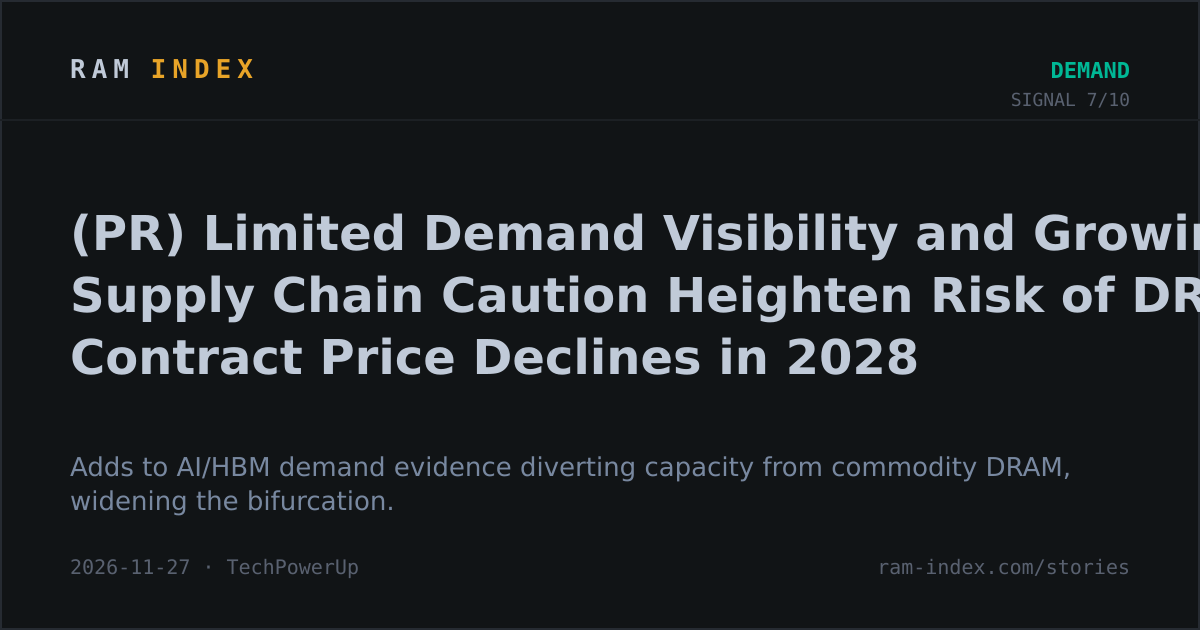 RAM INDEX
DEMAND
SIGNAL 7/10
(PR) Limited Demand Visibility and
Supply Chain Caution Heighten Risk of
Contract Price Declines in 2028
Adds to AI/HBM demand evidence diverting capacity from commodity DRAM,
widening the bifurcation.
2026-11-27 · TechPowerUp
ram-index.com/stories